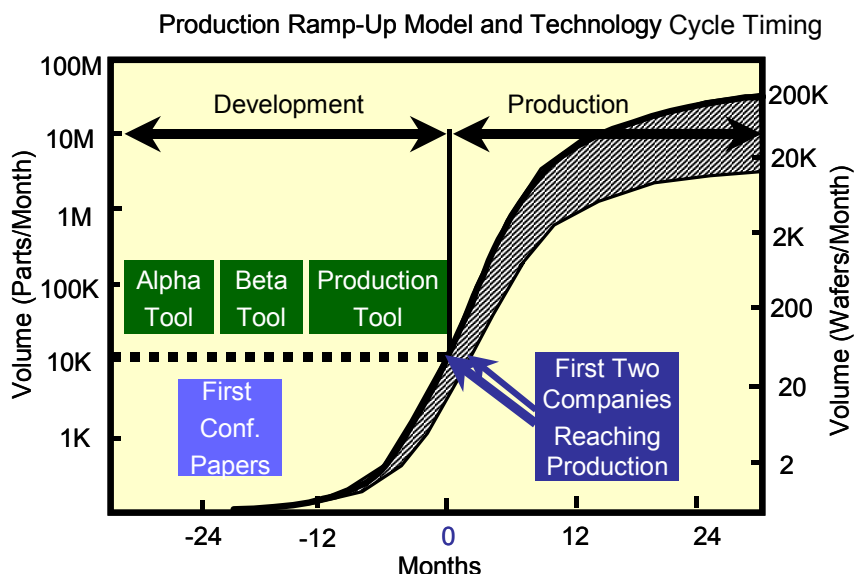 Production Ramp-Up Model and Technology Cycle Timing
Volume (Parts/Month)
100M
10M
1M
100K
10K
1K
Development
Production
Alpha
Tool
Beta
Tool
Production
Tool
First
Conf.
Papers
First Two
Companies
Reaching
Production
200K
20K
2K
200
20
2
Volume (Wafers/Month)
-24
-12
0
12
24
Months